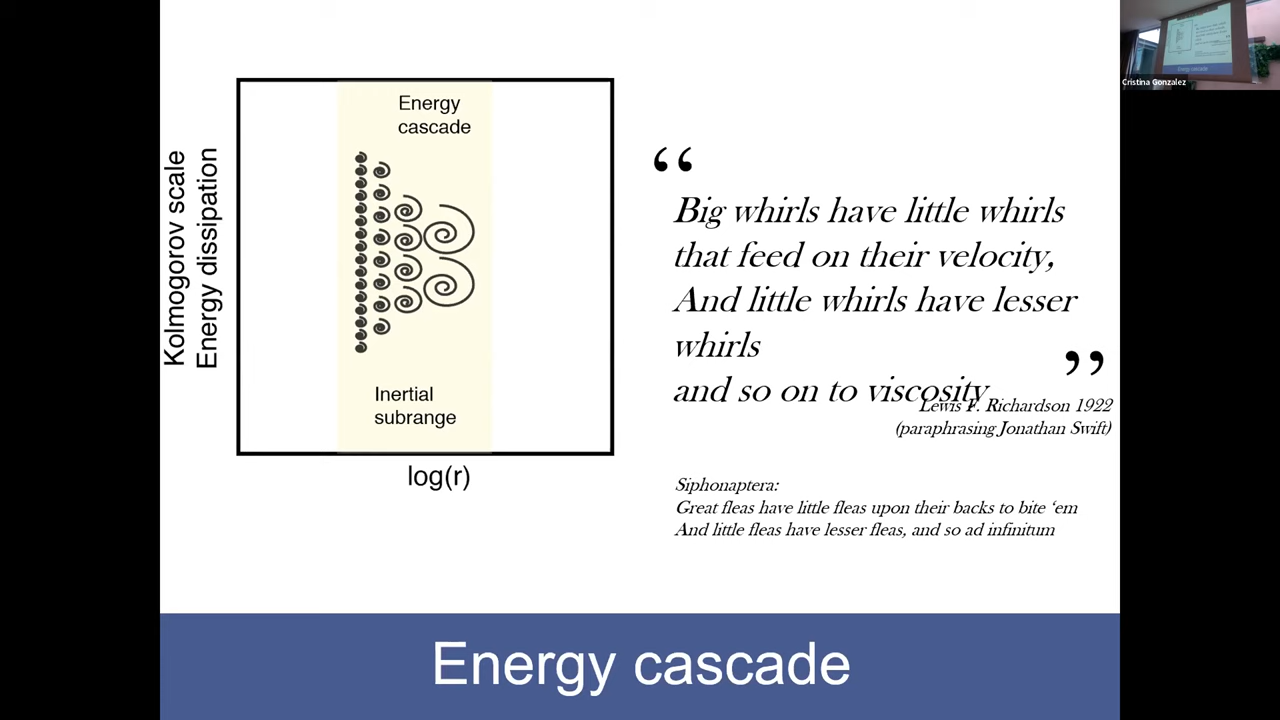 Cristina Gonzalez
Kolmogorov scale
Energy dissipation
Energy
cascade
Inertial
subrange
log(r)
“
Big whirls have little whirls
that feed on their velocity,
And little whirls have lesser
whirls
and so on to viscosity
”
Lewis F. Richardson 1922
(paraphrasing Jonathan Swift)
Siphonaptera:
Great fleas have little fleas upon their backs to bite ‘em
And little fleas have lesser fleas, and so ad infinitum
Energy cascade